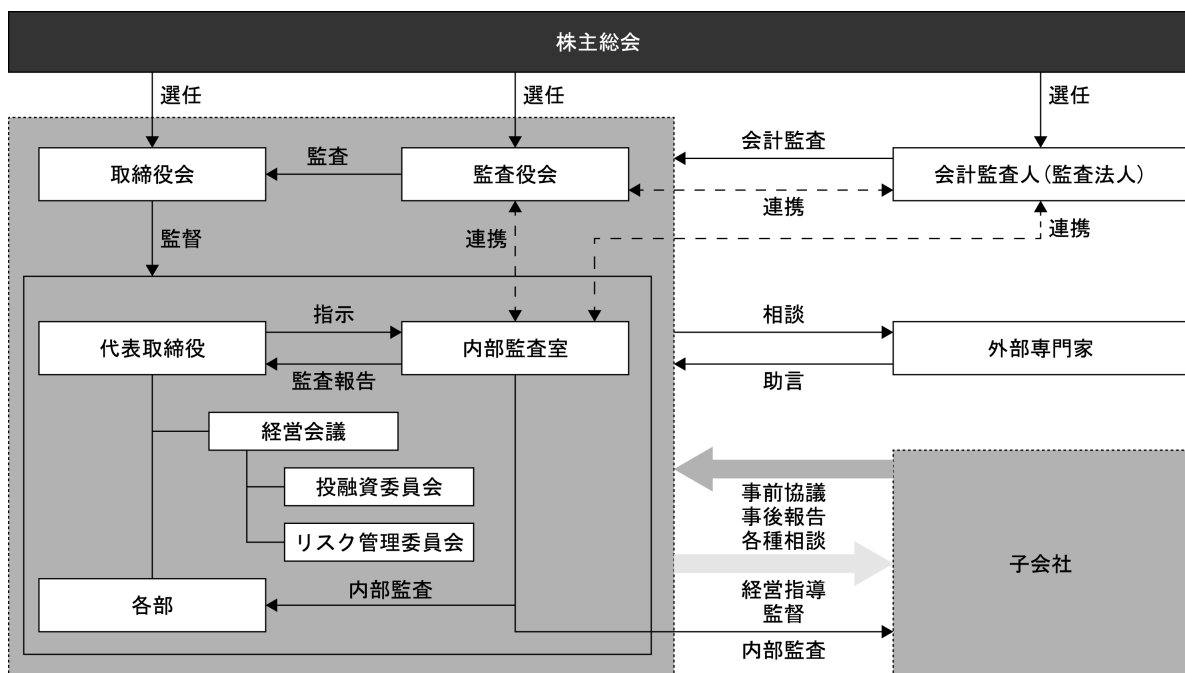 株主総会
選任
選任
選任
取締役会
監査
監査役会
会計監査
会計監査人（監査法人）
連携
監督
連携
連携
代表取締役
指示
監査報告
内部監査室
相談
助言
外部専門家
経営会議
投融資委員会
リスク管理委員会
事前協議
事後報告
各種相談
子会社
各部
内部監査
経営指導
監督
内部監査